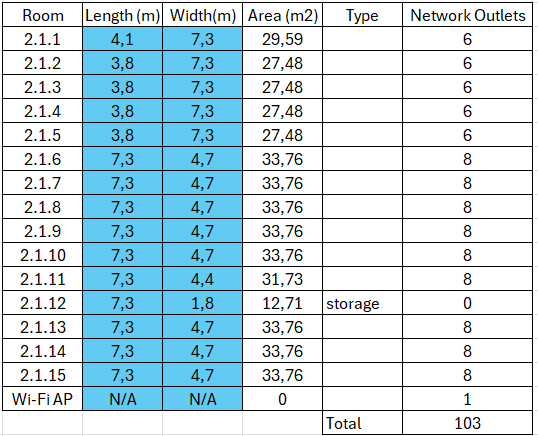 Room Length (m) Width(m) Area (m2) Type Network Outlets
2.1.1 4,1 7,3 29,59 6
2.1.2 3,8 7,3 27,48 6
2.1.3 3,8 7,3 27,48 6
2.1.4 3,8 7,3 27,48 6
2.1.5 3,8 7,3 27,48 6
2.1.6 7,3 4,7 33,76 8
2.1.7 7,3 4,7 33,76 8
2.1.8 7,3 4,7 33,76 8
2.1.9 7,3 4,7 33,76 8
2.1.10 7,3 4,7 33,76 8
2.1.11 7,3 4,4 31,73 8
2.1.12 7,3 1,8 12,71 storage 0
2.1.13 7,3 4,7 33,76 8
2.1.14 7,3 4,7 33,76 8
2.1.15 7,3 4,7 33,76 8
Wi-Fi AP N/A N/A 0 1
Total 103